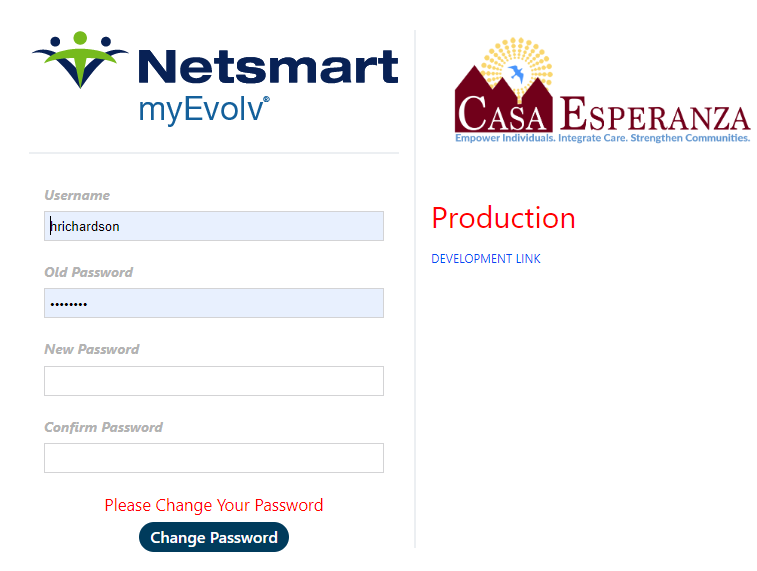 Netsmart
myEvolv®
Username
hrichardson
Old Password
••••••••
New Password
Confirm Password
Please Change Your Password
Change Password
CASA ESPERANZA
Empower Individuals. Integrate Care. Strengthen Communities.
Production
DEVELOPMENT LINK